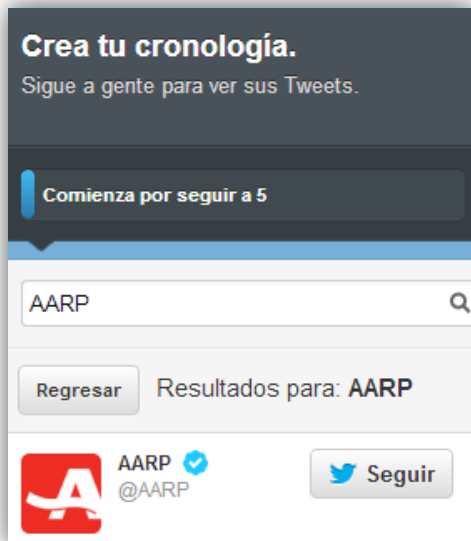 Crea tu cronología.
Sigue a gente para ver sus Tweets.
Comienza por seguir a 5
AARP
Regresar Resultados para: AARP
AARP
@AARP
Seguir